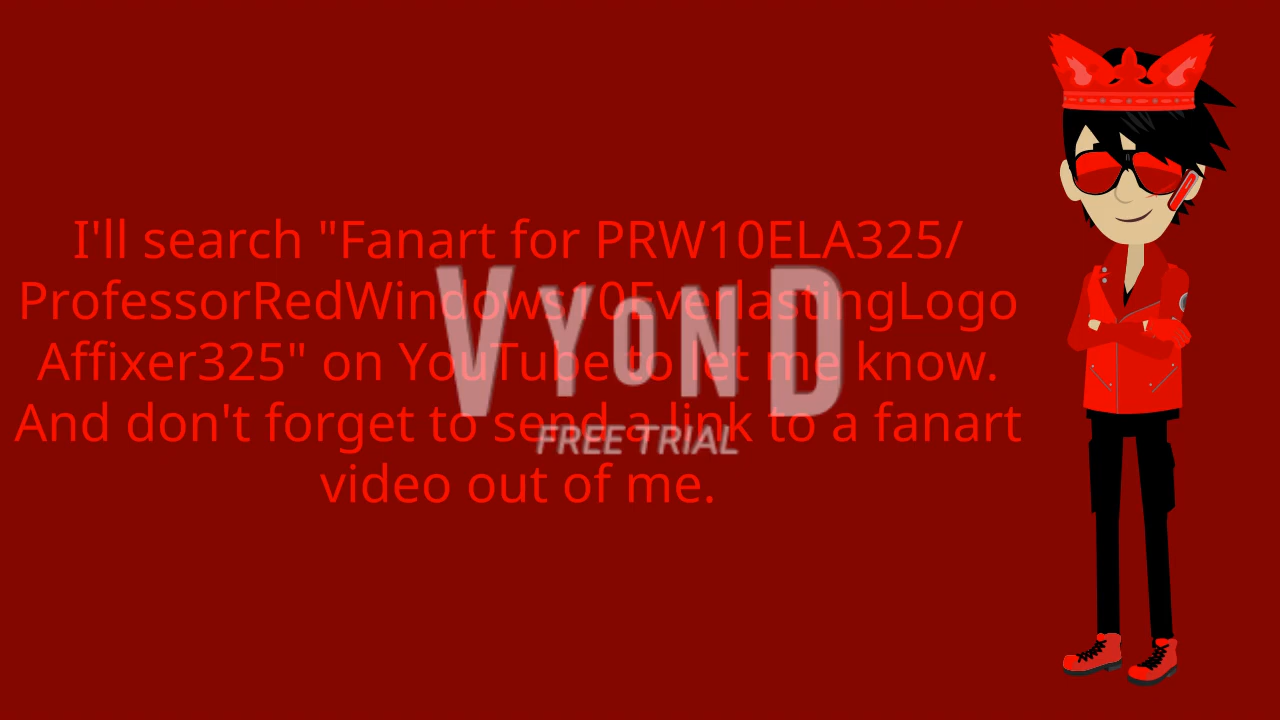 I'll search "Fanart for PRW10ELA325/
ProfessorRedWindows10EverlastingLogo
Affixer325" on YouTube to let me know.
And don't forget to send a link to a fanart
video out of me.
VYOND
FREE TRIAL